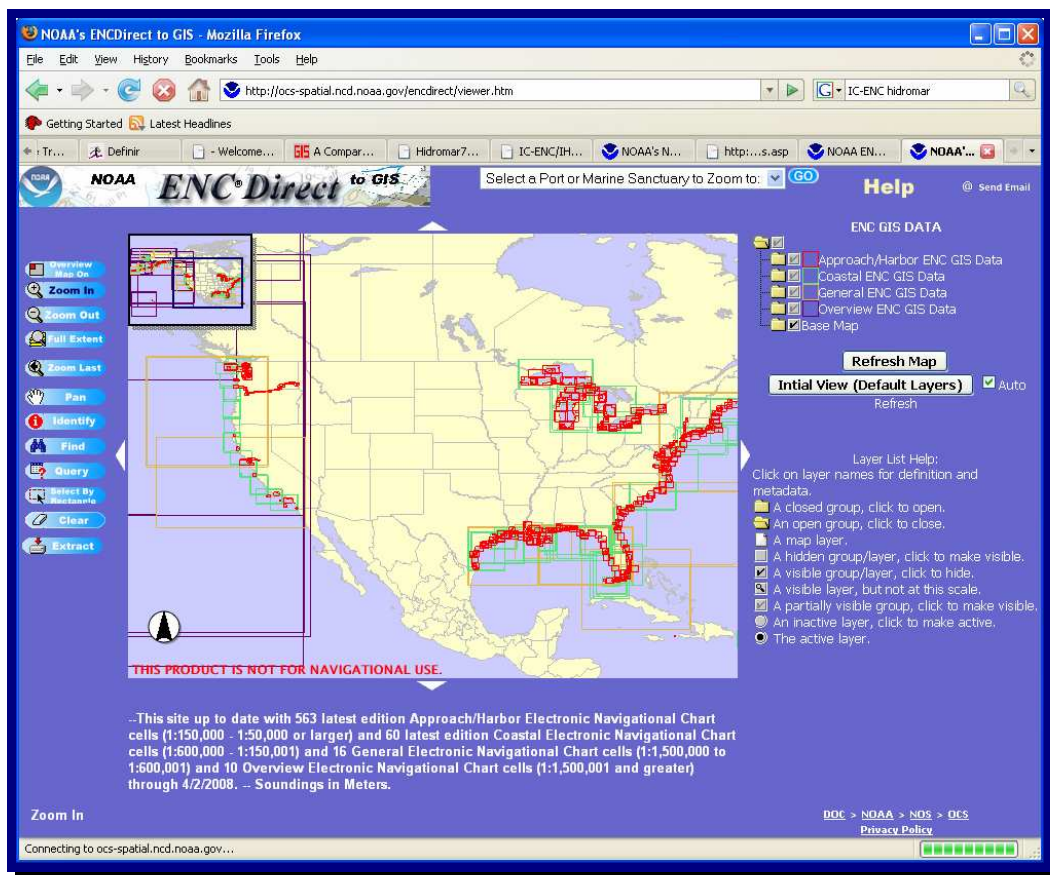 NOAA's ENCDirect to GIS - Mozilla Firefox
File Edit View History Bookmarks Tools Help
http://ocs-spatial.ncd.noaa.gov/encdirect/viewer.htm
G IC-ENC hidromar
Getting Started Latest Headlines
: Tr... Definir - Welcome... GIS A Compar... Hidromar7... IC-ENC/IH... NOAA's N... http:...s.asp NOAA EN... NOAA'...
NOAA ENC® Direct to GIS
Select a Port or Marine Sanctuary to Zoom to: GO
Help @ Send Email
ENC GIS DATA
Approach/Harbor ENC GIS Data
Coastal ENC GIS Data
General ENC GIS Data
Overview ENC GIS Data
Base Map
Refresh Map
Intial View (Default Layers) Auto
Refresh
Layer List Help:
Click on layer names for definition and
metadata.
A closed group, click to open.
An open group, click to close.
A map layer.
A hidden group/layer, click to make visible.
A visible group/layer, click to hide.
A visible layer, but not at this scale.
A partially visible group, click to make visible.
An inactive layer, click to make active.
The active layer.
Overview
Map On
Zoom In
Zoom Out
Full Extent
Zoom Last
Pan
Identify
Find
Query
Select By
Rectangle
Clear
Extract
THIS PRODUCT IS NOT FOR NAVIGATIONAL USE.
--This site up to date with 563 latest edition Approach/Harbor Electronic Navigational Chart
cells (1:150,000 - 1:50,000 or larger) and 60 latest edition Coastal Electronic Navigational Chart
cells (1:600,000 - 1:150,001) and 16 General Electronic Navigational Chart cells (1:1,500,000 to
1:600,001) and 10 Overview Electronic Navigational Chart cells (1:1,500,001 and greater)
through 4/2/2008. -- Soundings in Meters.
Zoom In
DOC > NOAA > NOS > OCS
Privacy Policy
Connecting to ocs-spatial.ncd.noaa.gov...